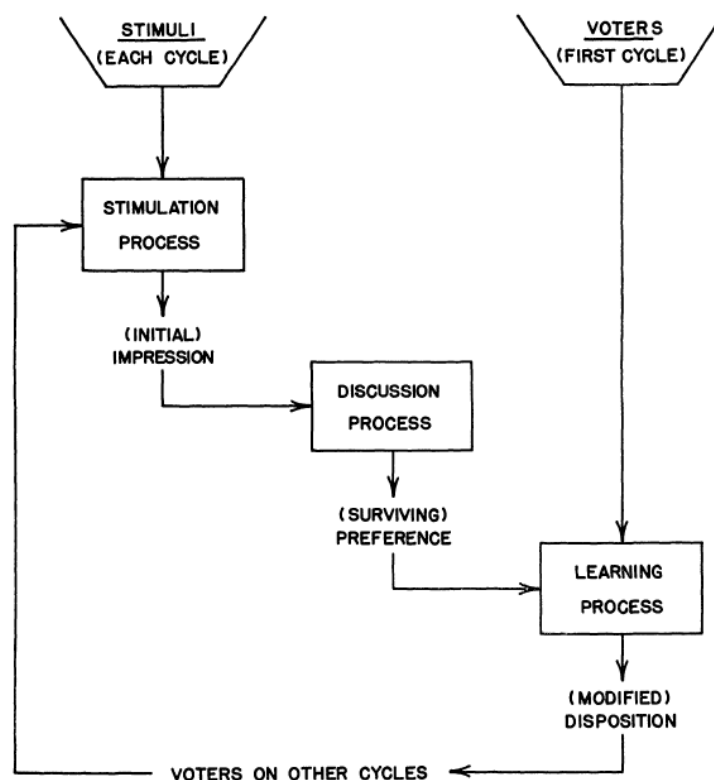 STIMULI
(EACH CYCLE)
VOTERS
(FIRST CYCLE)
STIMULATION
PROCESS
(INITIAL)
IMPRESSION
DISCUSSION
PROCESS
(SURVIVING)
PREFERENCE
LEARNING
PROCESS
(MODIFIED)
DISPOSITION
VOTERS ON OTHER CYCLES